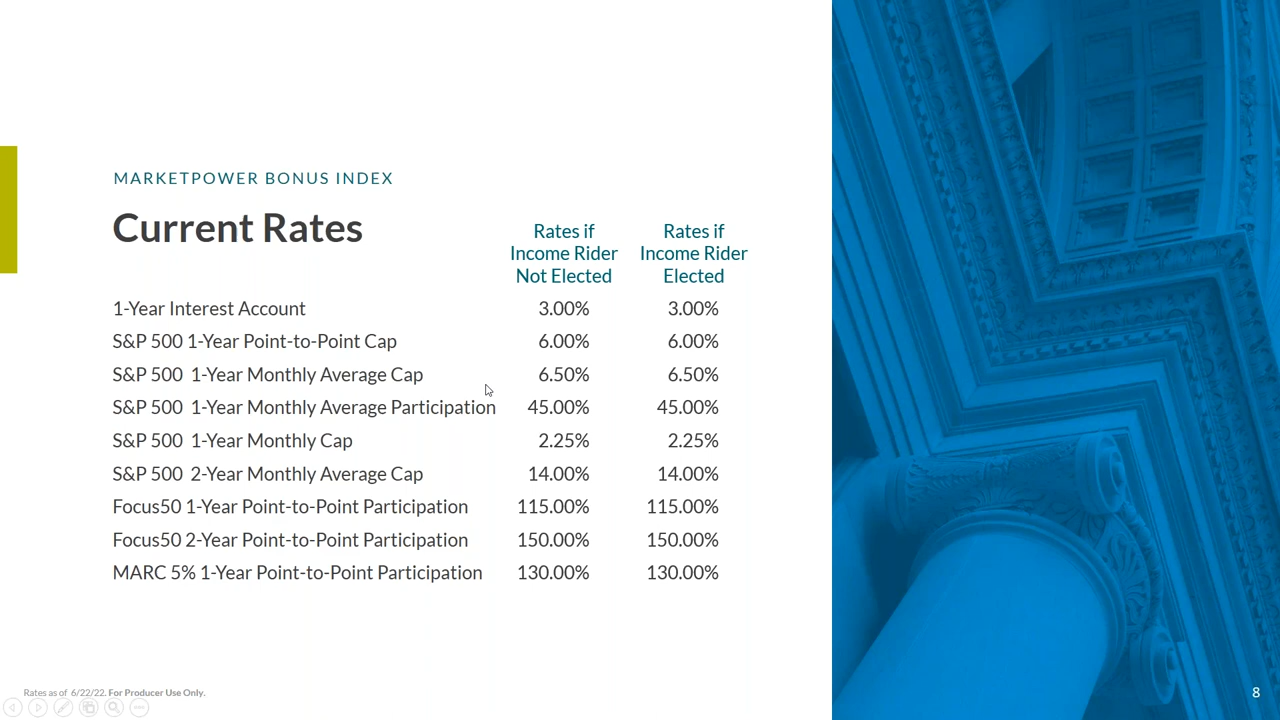 MARKETPOWER BONUS INDEX
Current Rates
Rates if Income Rider Not Elected
Rates if Income Rider Elected
1-Year Interest Account 3.00% 3.00%
S&P 500 1-Year Point-to-Point Cap 6.00% 6.00%
S&P 500 1-Year Monthly Average Cap 6.50% 6.50%
S&P 500 1-Year Monthly Average Participation 45.00% 45.00%
S&P 500 1-Year Monthly Cap 2.25% 2.25%
S&P 500 2-Year Monthly Average Cap 14.00% 14.00%
Focus50 1-Year Point-to-Point Participation 115.00% 115.00%
Focus50 2-Year Point-to-Point Participation 150.00% 150.00%
MARC 5% 1-Year Point-to-Point Participation 130.00% 130.00%
Rates as of 6/22/22. For Producer Use Only.
8